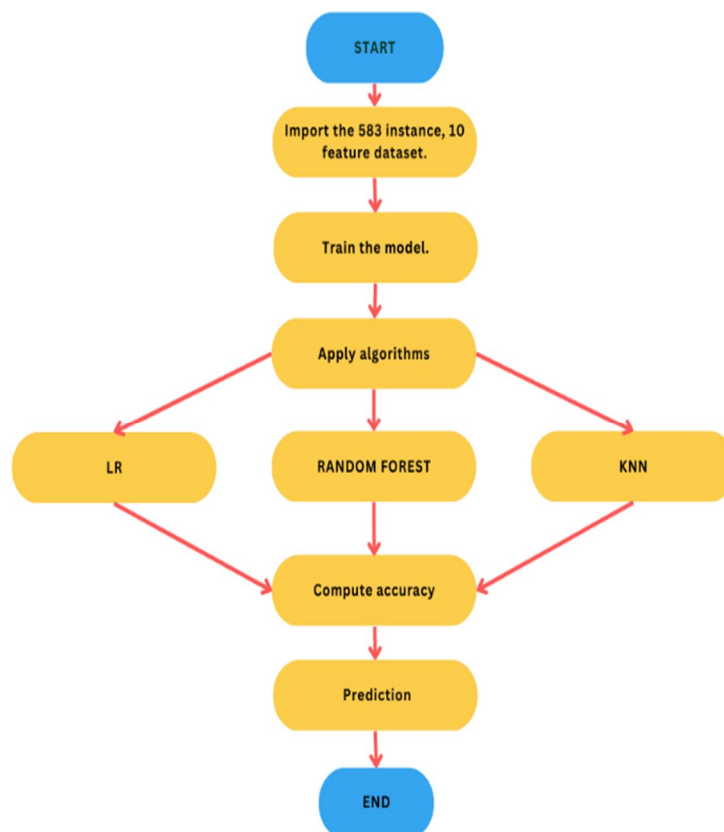 START
Import the 583 instance, 10
feature dataset.
Train the model.
Apply algorithms
LR
RANDOM FOREST
KNN
Compute accuracy
Prediction
END